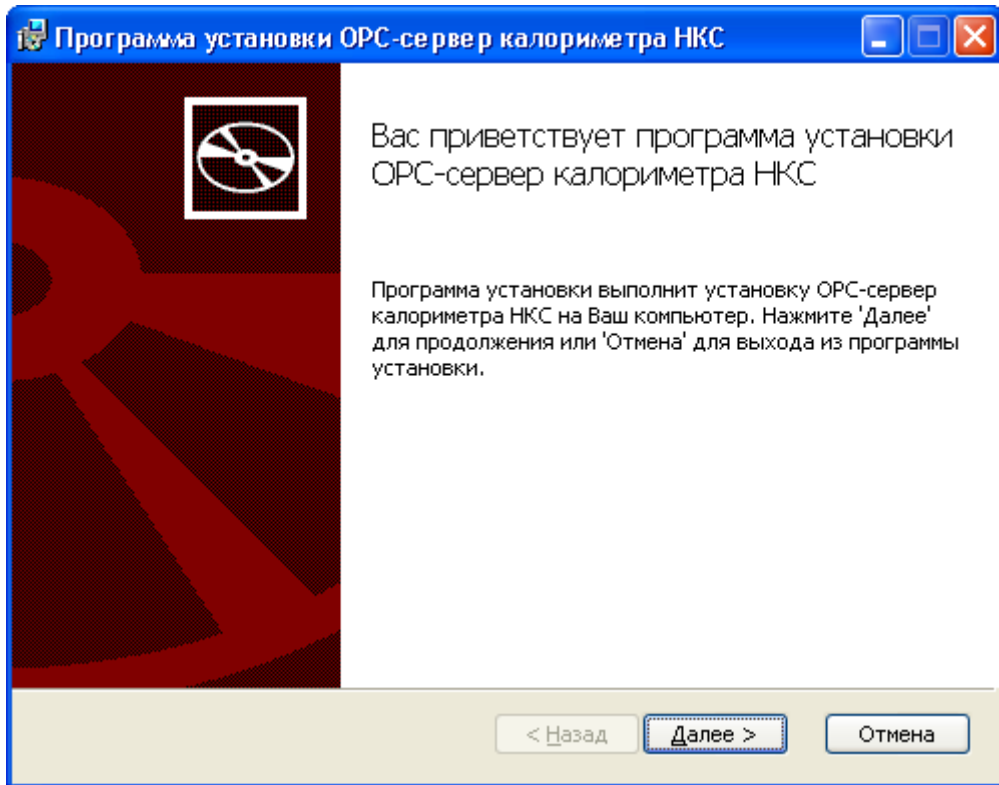 Программа установки OPC-сервер калориметра НКС
Вас приветствует программа установки
OPC-сервер калориметра НКС
Программа установки выполнит установку OPC-сервер
калориметра НКС на Ваш компьютер. Нажмите 'Далее'
для продолжения или 'Отмена' для выхода из программы
установки.
< Назад
Далее >
Отмена